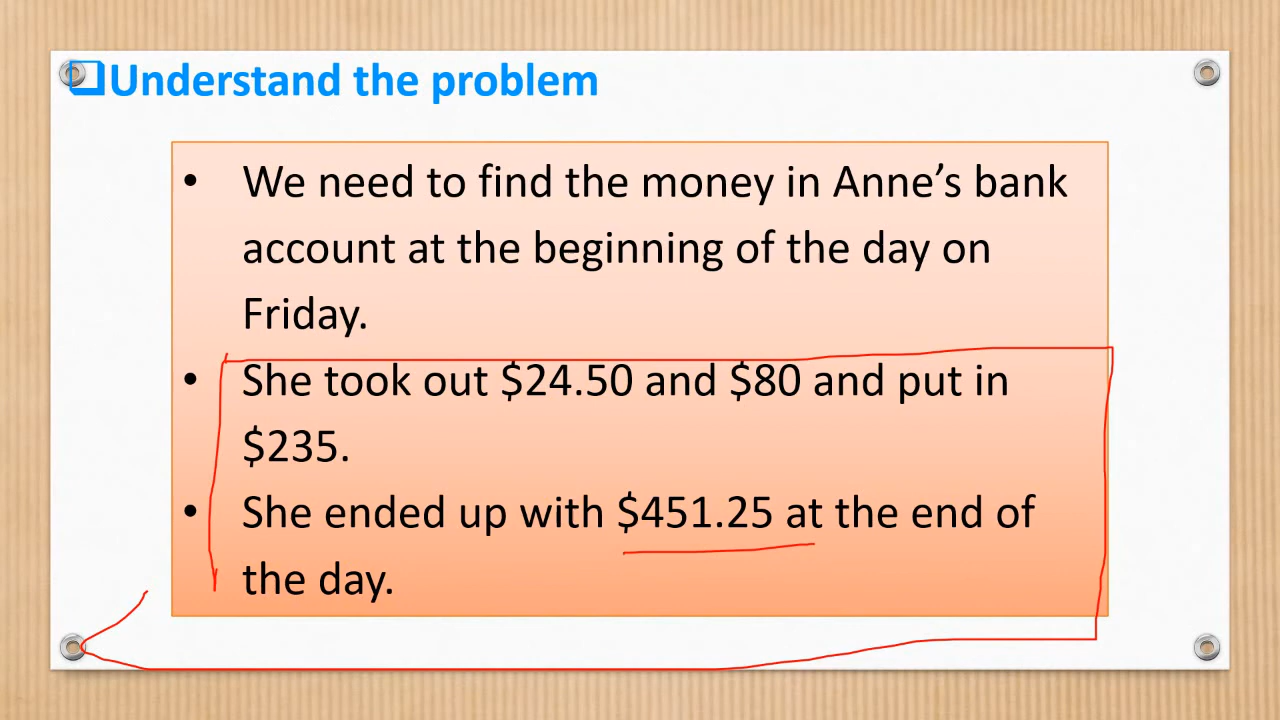 Understand the problem
• We need to find the money in Anne’s bank
account at the beginning of the day on
Friday.
• She took out $24.50 and $80 and put in
$235.
• She ended up with $451.25 at the end of
the day.